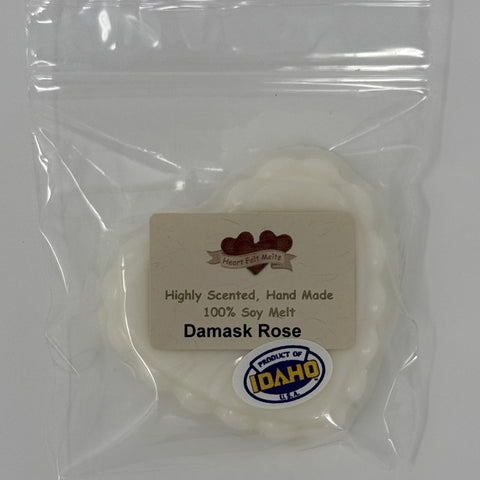 Heart Felt Melts
Highly Scented, Hand Made
100% Soy Melt
Damask Rose
PRODUCT OF
IDAHO
U.S.A.